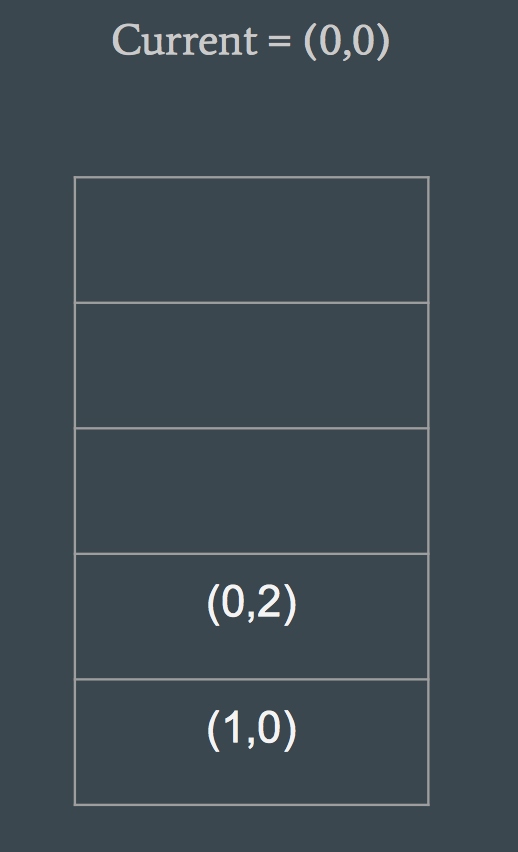 Current = (0,0)
(0,2)
(1,0)